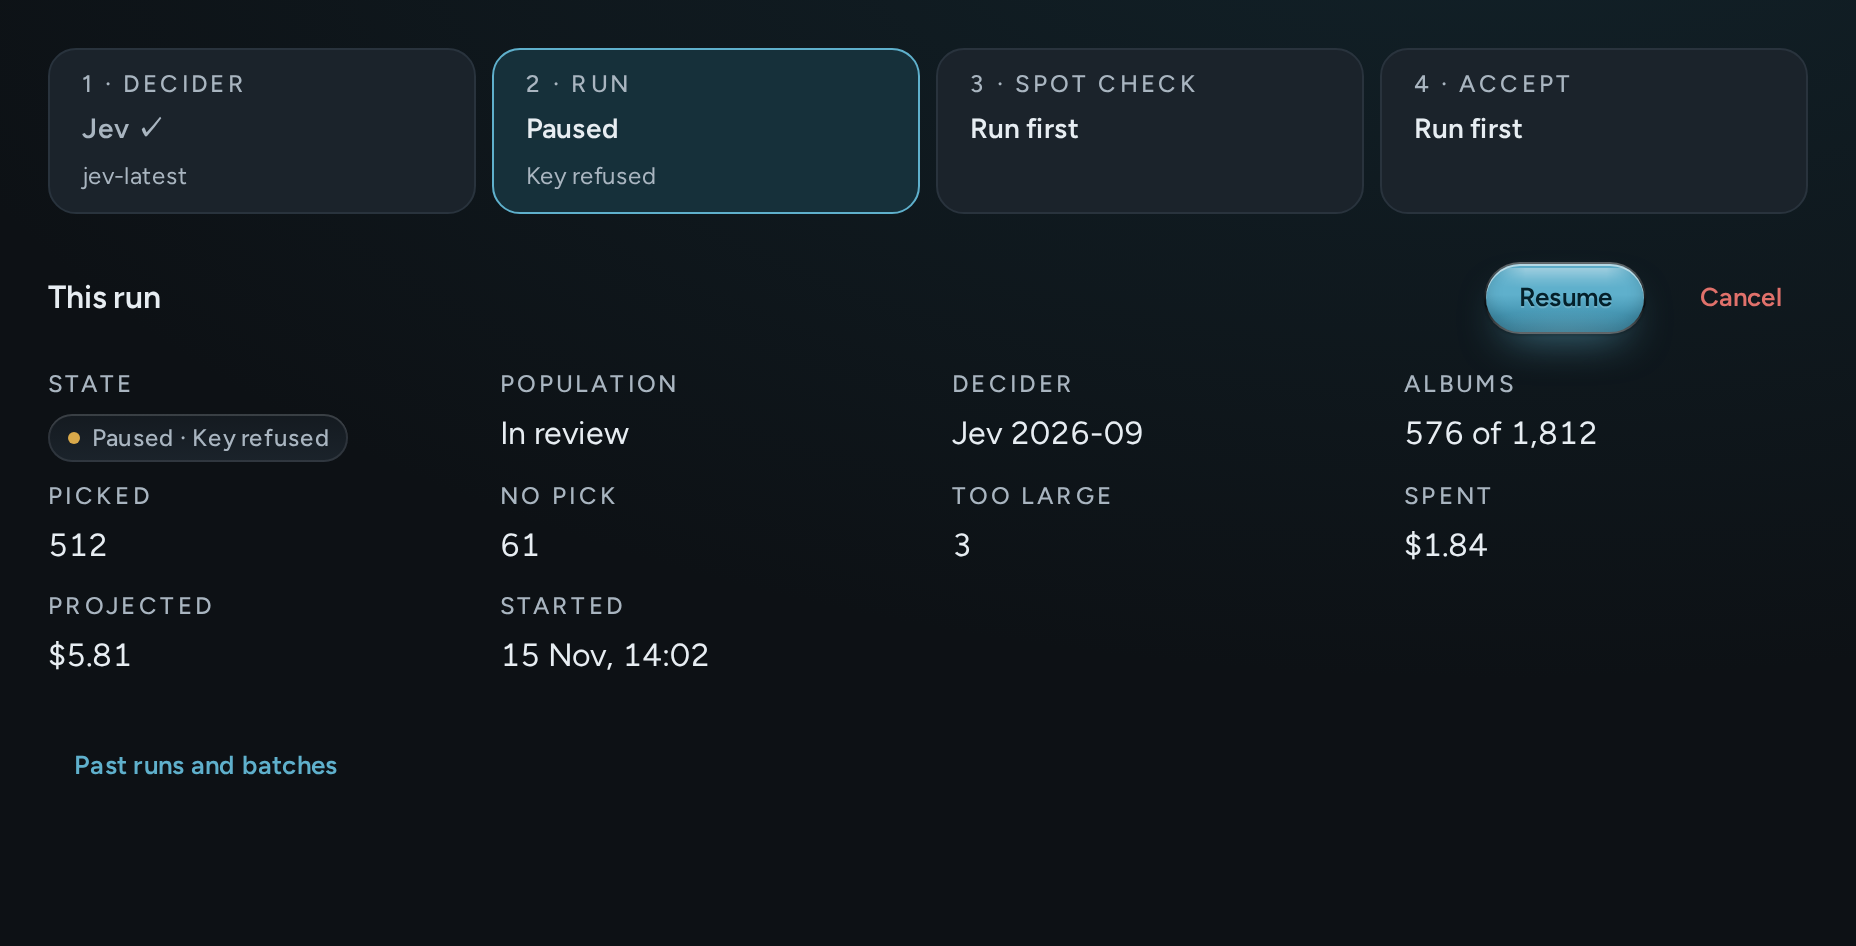 1 · DECIDER
Jev ✓
jev-latest
2 · RUN
Paused
Key refused
3 · SPOT CHECK
Run first
4 · ACCEPT
Run first
This run
Resume
Cancel
STATE
Paused · Key refused
POPULATION
In review
DECIDER
Jev 2026-09
ALBUMS
576 of 1,812
PICKED
512
NO PICK
61
TOO LARGE
3
SPENT
$1.84
PROJECTED
$5.81
STARTED
15 Nov, 14:02
Past runs and batches